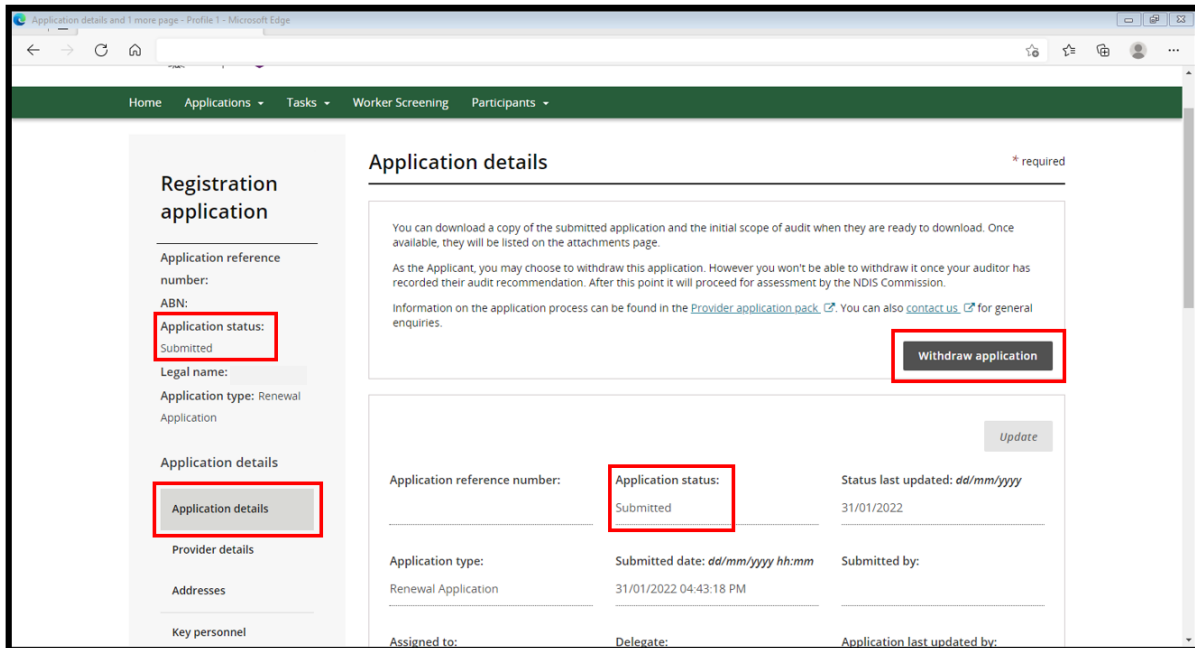 Application details and 1 more page - Profile 1 - Microsoft Edge
Home Applications Tasks Worker Screening Participants
Registration
application
Application reference
number:
ABN:
Application status:
Submitted
Legal name:
Application type: Renewal
Application
Application details
Application details
Provider details
Addresses
Key personnel
Application details
* required
You can download a copy of the submitted application and the initial scope of audit when they are ready to download. Once
available, they will be listed on the attachments page.
As the Applicant, you may choose to withdraw this application. However you won't be able to withdraw it once your auditor has
recorded their audit recommendation. After this point it will proceed for assessment by the NDIS Commission.
Information on the application process can be found in the Provider application pack . You can also contact us for general
enquiries.
Withdraw application
Update
Application reference number: Application status: Status last updated: dd/mm/yyyy
Submitted 31/01/2022
Application type: Submitted date: dd/mm/yyyy hh:mm Submitted by:
Renewal Application 31/01/2022 04:43:18 PM
Assigned to: Delegate: Application last updated by: